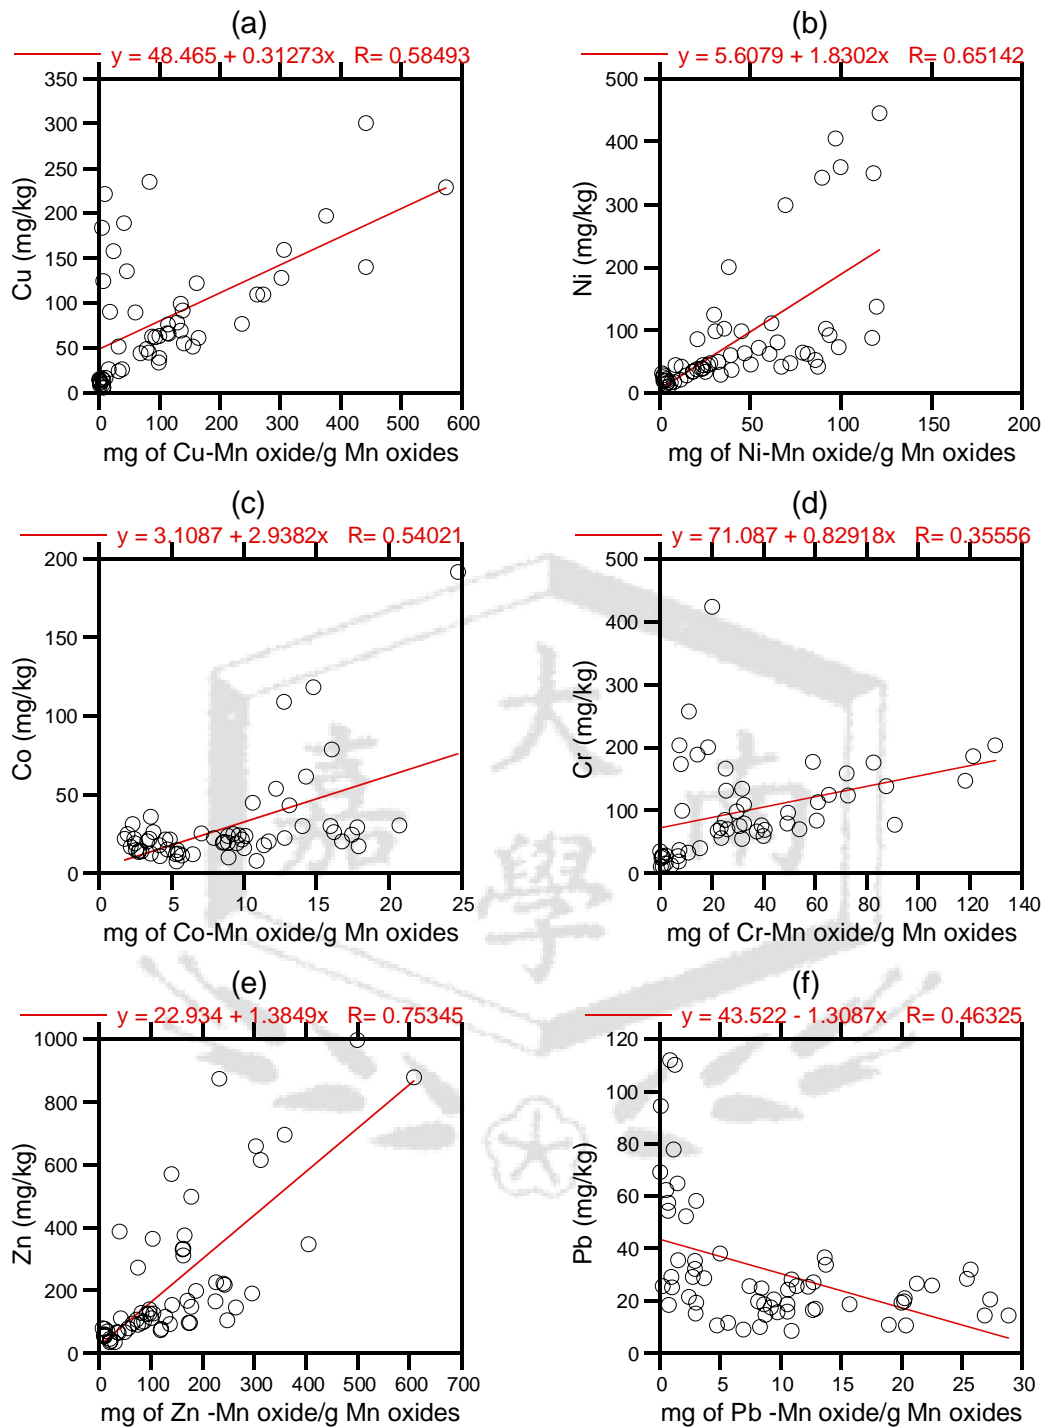 (a)
y = 48.465 + 0.31273x R= 0.58493
350
300
250
200
150
100
50
0
0 100 200 300 400 500 600
Cu (mg/kg)
mg of Cu-Mn oxide/g Mn oxides
(b)
y = 5.6079 + 1.8302x R= 0.65142
500
400
300
200
100
0
0 50 100 150 200
Ni (mg/kg)
mg of Ni-Mn oxide/g Mn oxides
(c)
y = 3.1087 + 2.9382x R= 0.54021
200
150
100
50
0
0 5 10 15 20 25
Co (mg/kg)
mg of Co-Mn oxide/g Mn oxides
(d)
y = 71.087 + 0.82918x R= 0.35556
500
400
300
200
100
0
0 20 40 60 80 100 120 140
Cr (mg/kg)
mg of Cr-Mn oxide/g Mn oxides
(e)
y = 22.934 + 1.3849x R= 0.75345
1000
800
600
400
200
0
0 100 200 300 400 500 600 700
Zn (mg/kg)
mg of Zn -Mn oxide/g Mn oxides
(f)
y = 43.522 - 1.3087x R= 0.46325
120
100
80
60
40
20
0
0 5 10 15 20 25 30
Pb (mg/kg)
mg of Pb -Mn oxide/g Mn oxides
嘉
大
學
南